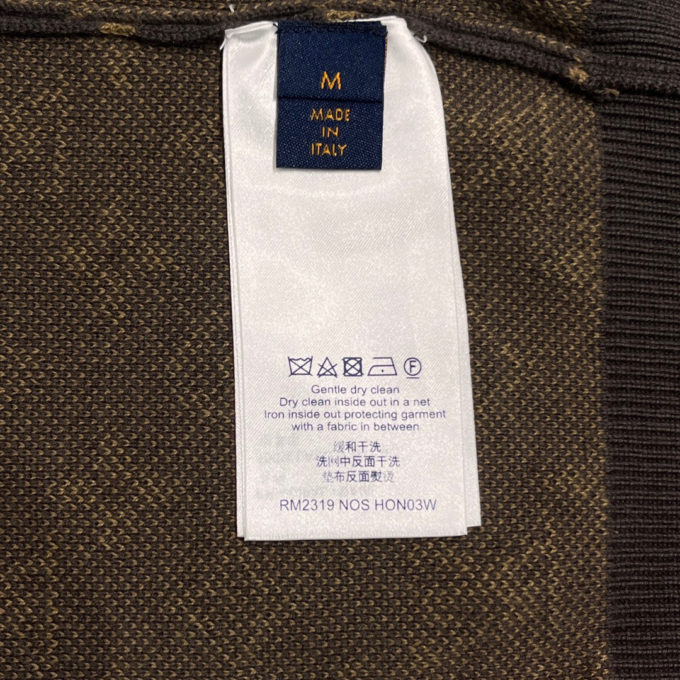 M
MADE
IN
ITALY
F
Gentle dry clean
Dry clean inside out in a net
Iron inside out protecting garment
with a fabric in between
缓和干洗
洗网中反面干洗
垫布反面熨烫
RM2319 NOS HON03W